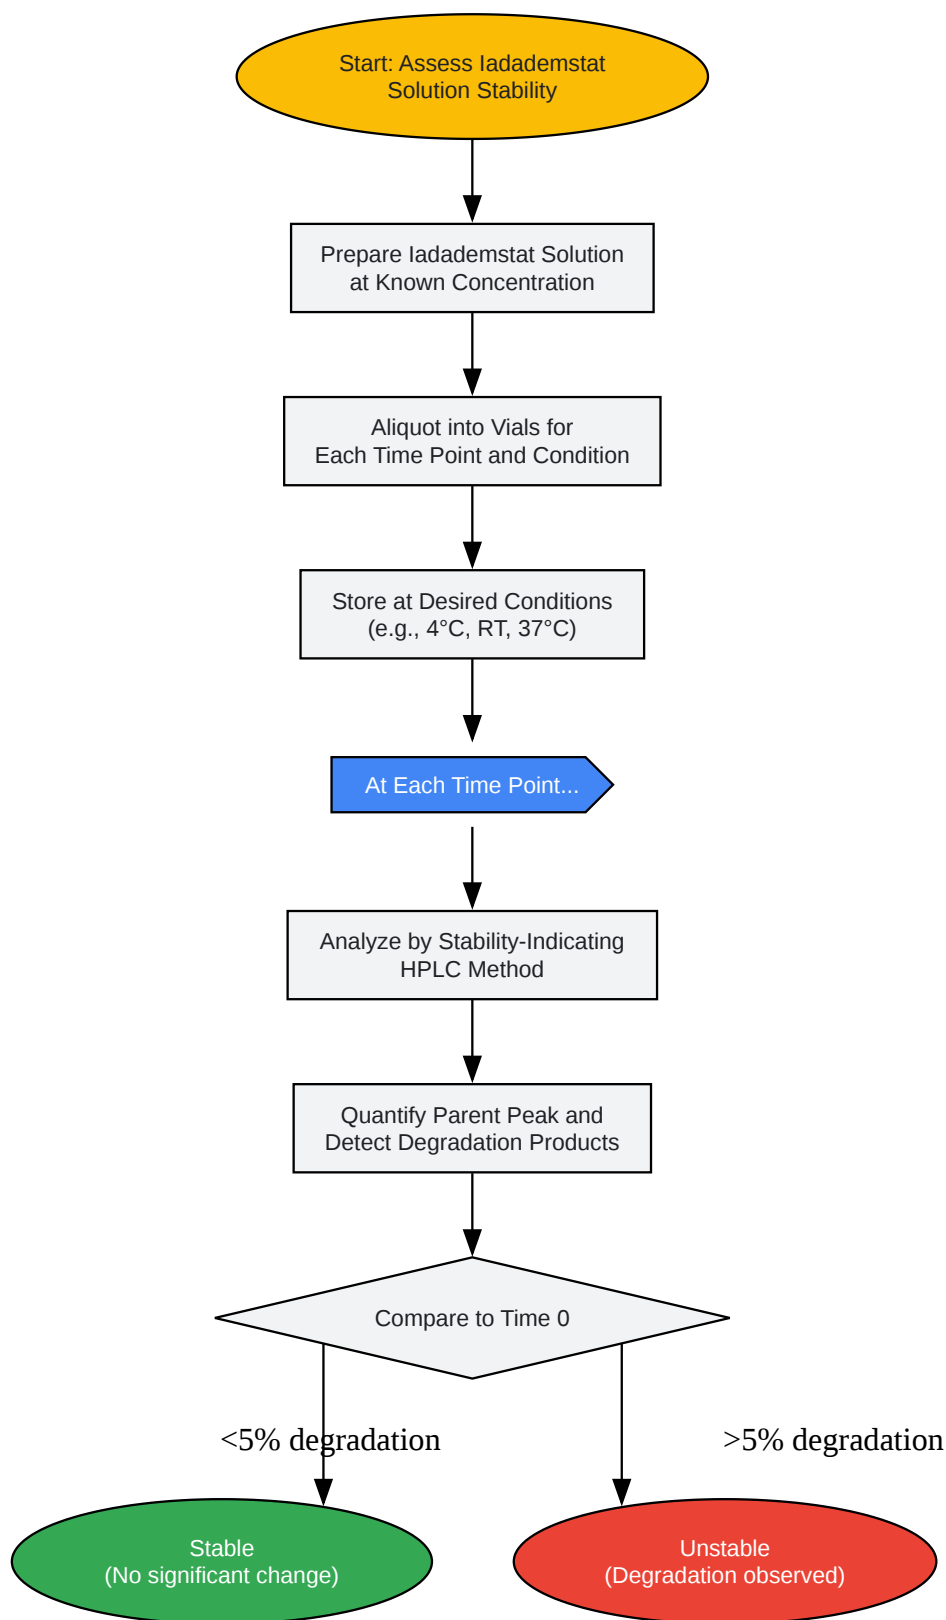 Start: Assess Iadademstat
Solution Stability
Prepare Iadademstat Solution
at Known Concentration
Aliquot into Vials for
Each Time Point and Condition
Store at Desired Conditions
(e.g., 4°C, RT, 37°C)
At Each Time Point...
Analyze by Stability-Indicating
HPLC Method
Quantify Parent Peak and
Detect Degradation Products
Compare to Time 0
<5% degradation
>5% degradation
Stable
(No significant change)
Unstable
(Degradation observed)